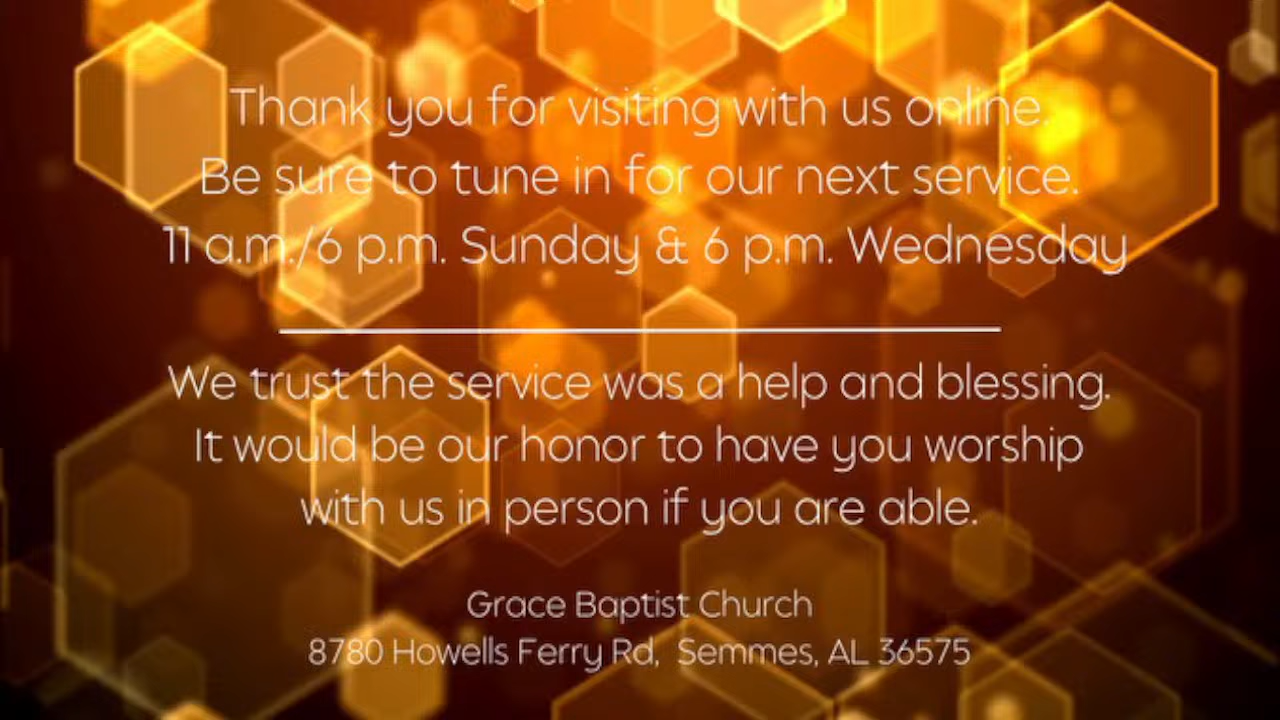 Thank you for visiting with us online.
Be sure to tune in for our next service.
11 a.m./6 p.m. Sunday & 6 p.m. Wednesday
We trust the service was a help and blessing.
It would be our honor to have you worship
with us in person if you are able.
Grace Baptist Church
8780 Howells Ferry Rd, Semmes, AL 36575